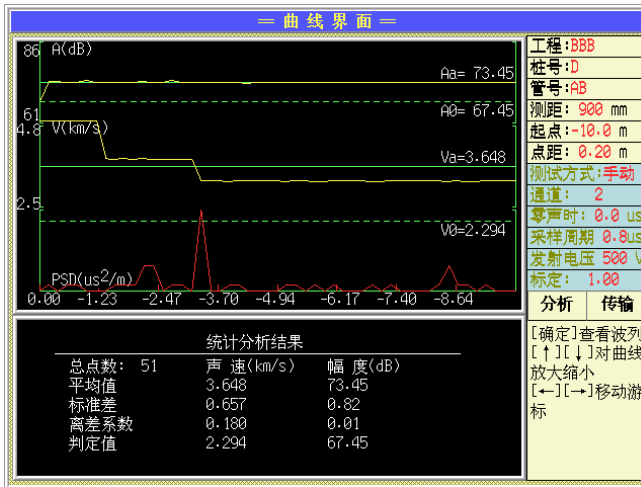 ═ 曲线界面 ═
86 A(dB)
Aa= 73.45
A0= 67.45
61
4.8 V(km/s)
Va=3.648
2.5
V0=2.294
PSD(us²/m)
0.00 -1.23 -2.47 -3.70 -4.94 -6.17 -7.40 -8.64
统计分析结果
总点数: 51 声 速(km/s) 幅 度(dB)
平均值 3.648 73.45
标准差 0.657 0.82
离差系数 0.180 0.01
判定值 2.294 67.45
工程:BBB
桩号:D
管号:AB
测距: 900 mm
起点:-10.0 m
点距: 0.20 m
测试方式:手动
通道: 2
零声时: 0.0 us
采样周期 0.8us
发射电压 500 V
标定: 1.00
分析 传输
[确定]查看波列
[↑][↓]对曲线
放大缩小
[←][→]移动游
标